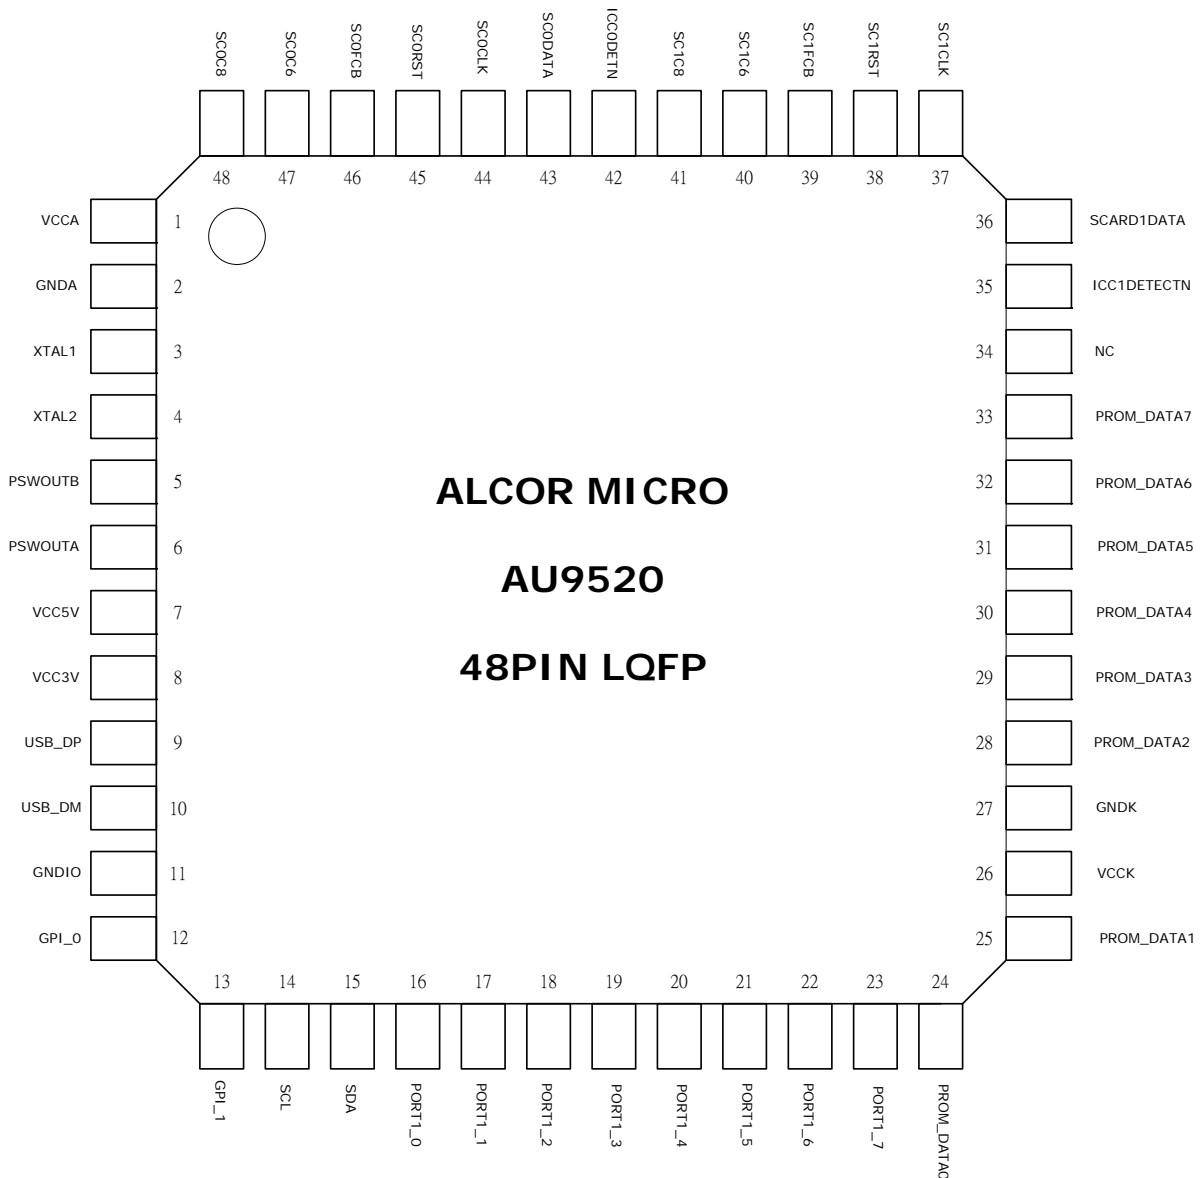 SC0C8 SC0C6 SC0FCB SC0RST SC0CLK SC0DATA ICC0DETN SC1C8 SC1C6 SC1FCB SC1RST SC1CLK
48 47 46 45 44 43 42 41 40 39 38 37
VCCA 1 36 SCARD1DATA
GNDA 2 35 ICC1DETECTN
XTAL1 3 34 NC
XTAL2 4 33 PROM_DATA7
PSWOUTB 5 32 PROM_DATA6
PSWOUTA 6 31 PROM_DATA5
VCC5V 7 30 PROM_DATA4
VCC3V 8 29 PROM_DATA3
USB_DP 9 28 PROM_DATA2
USB_DM 10 27 GNDK
GNDIO 11 26 VCCK
GPI_0 12 25 PROM_DATA1
ALCOR MICRO
AU9520
48PIN LQFP
13 14 15 16 17 18 19 20 21 22 23 24
GPI_1 SCL SDA PORT1_0 PORT1_1 PORT1_2 PORT1_3 PORT1_4 PORT1_5 PORT1_6 PORT1_7 PROM_DATA0